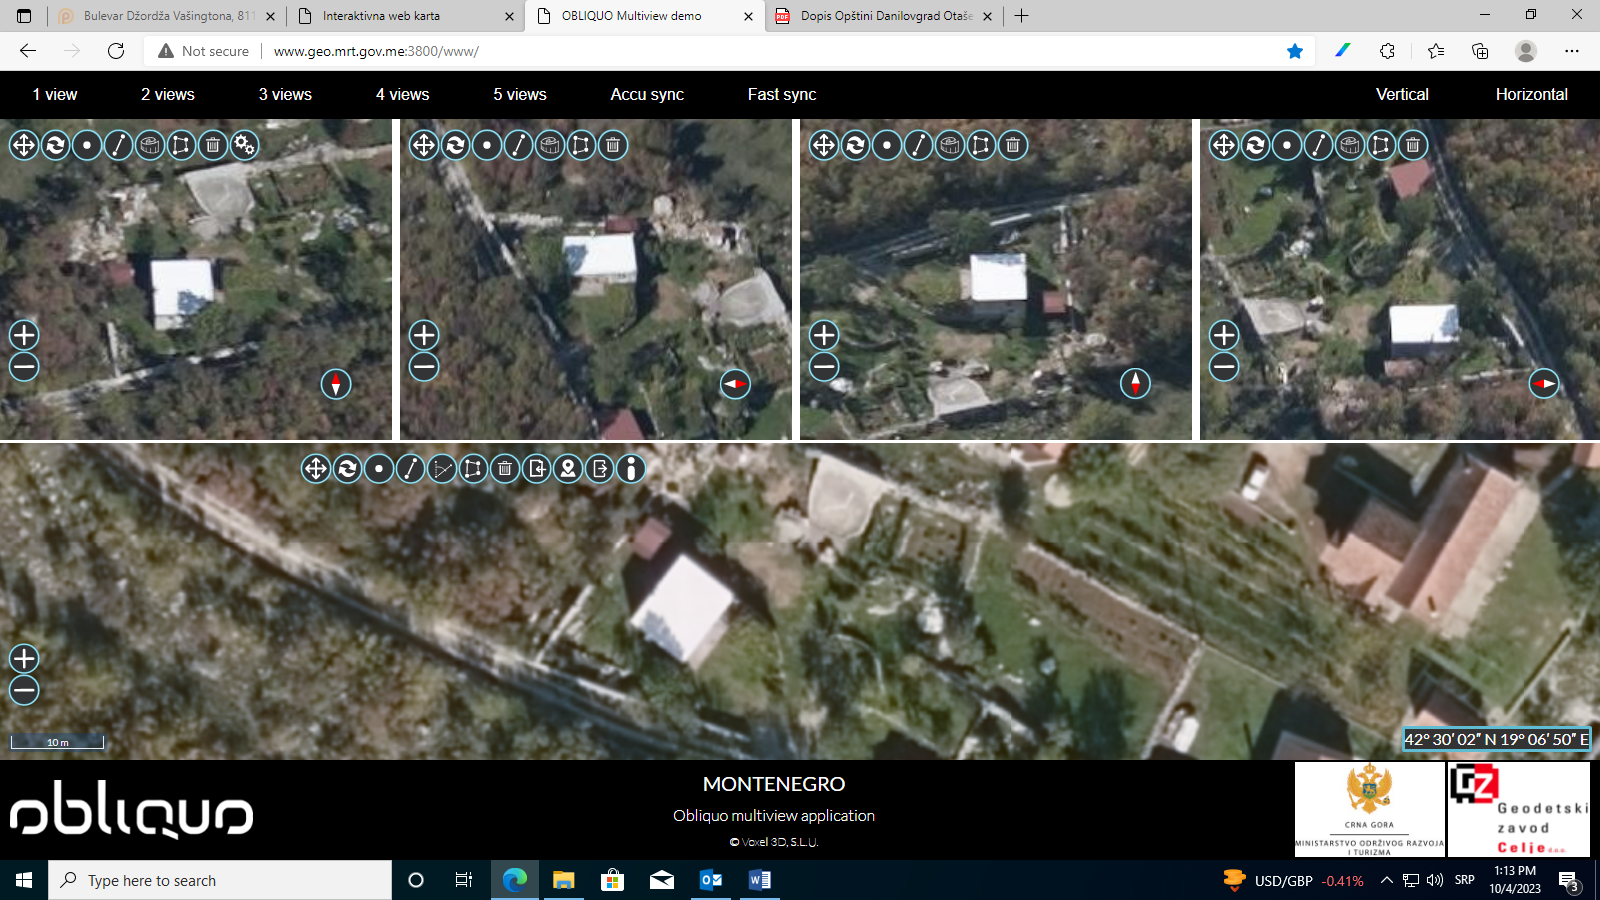 Bulevar Džordža Vašingtona, 811
Interaktivna web karta
OBLIQUO Multiview demo
PDF
Dopis Opštini Danilovgrad Otaše
Not secure
www.geo.mrt.gov.me:3800/www/
1 view
2 views
3 views
4 views
5 views
Accu sync
Fast sync
Vertical
Horizontal
10 m
42° 30′ 02″ N 19° 06′ 50″ E
obliquo
MONTENEGRO
Obliquo multiview application
© Voxel 3D, S.L.U.
CRNA GORA
MINISTARSTVO ODRŽIVOG RAZVOJA
I TURIZMA
GZ
Geodetski
zavod
Celje d.o.o.
Type here to search
USD/GBP -0.41%
SRP
1:13 PM
10/4/2023
3